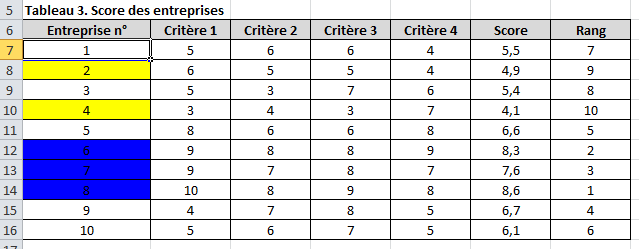 5 Tableau 3. Score des entreprises
6 Entreprise n° Critère 1 Critère 2 Critère 3 Critère 4 Score Rang
7 1 5 6 6 4 5,5 7
8 2 6 5 5 4 4,9 9
9 3 5 3 7 6 5,4 8
10 4 3 4 3 7 4,1 10
11 5 8 6 6 8 6,6 5
12 6 9 8 8 9 8,3 2
13 7 9 7 8 7 7,6 3
14 8 10 8 9 8 8,6 1
15 9 4 7 8 5 6,7 4
16 10 5 6 7 5 6,1 6